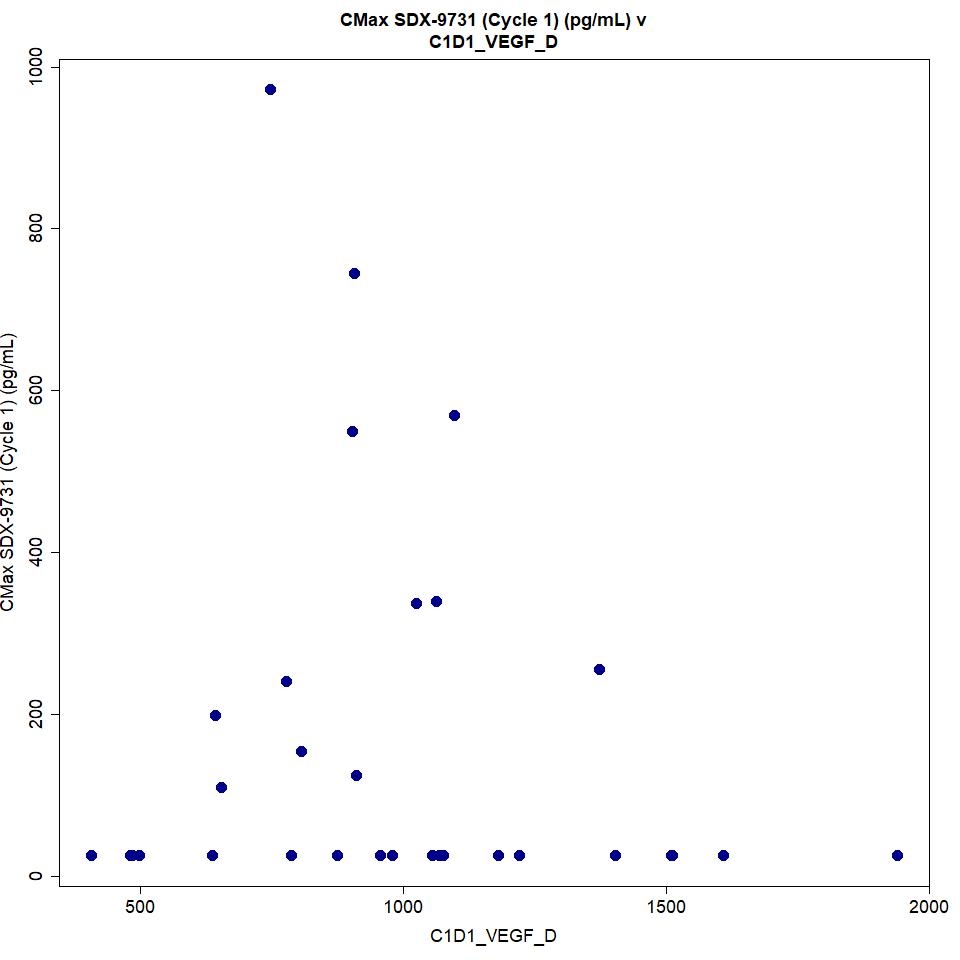 CMax SDX-9731 (Cycle 1) (pg/mL) v
C1D1_VEGF_D
1000
800
600
400
200
0
CMax SDX-9731 (Cycle 1) (pg/mL)
500 1000 1500 2000
C1D1_VEGF_D